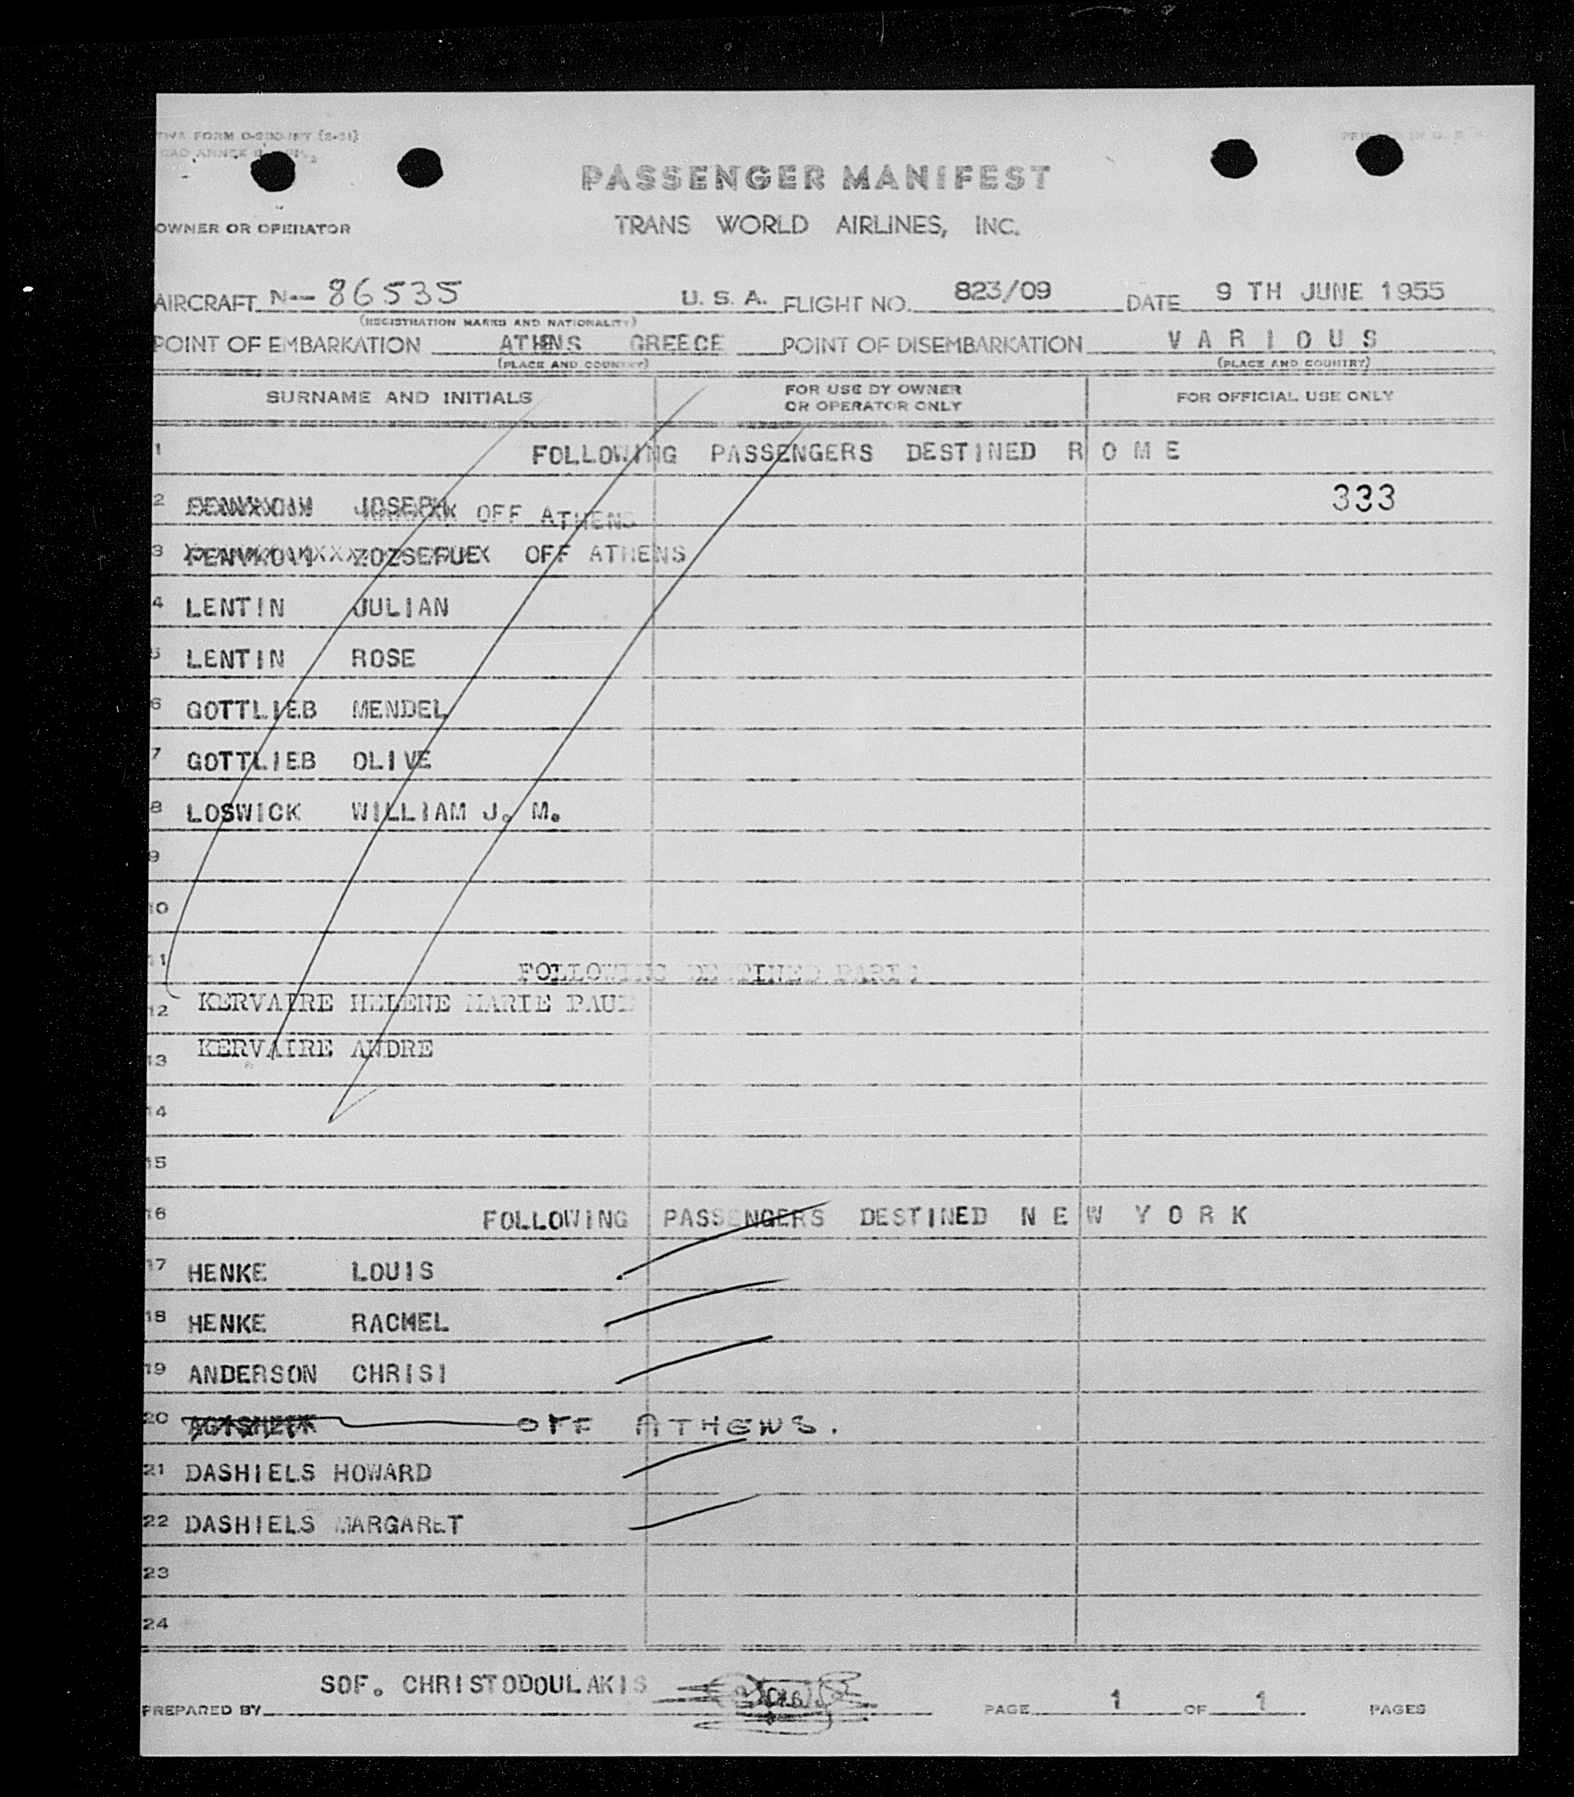 PASSENGER MANIFEST
OWNER OR OPERATOR TRANS WORLD AIRLINES, INC.
AIRCRAFT N-- 86535 U. S. A. FLIGHT NO. 823/09 DATE 9 TH JUNE 1955
(REGISTRATION MARKS AND NATIONALITY)
POINT OF EMBARKATION ATHENS GREECE POINT OF DISEMBARKATION V A R I O U S
(PLACE AND COUNTRY) (PLACE AND COUNTRY)
SURNAME AND INITIALS FOR USE BY OWNER OR OPERATOR ONLY FOR OFFICIAL USE ONLY
1 FOLLOWING PASSENGERS DESTINED R O M E
2 JOSEPH OFF ATHENS 333
3 OFF ATHENS
4 LENTIN JULIAN
5 LENTIN ROSE
6 GOTTLIEB MENDEL
7 GOTTLIEB OLIVE
8 LOSWICK WILLIAM J. M.
9
10
11 FOLLOWING DESTINED PARIS
12 KERVAIRE HELENE MARIE PAUE
13 KERVAIRE ANDRE
14
15
16 FOLLOWING PASSENGERS DESTINED N E W Y O R K
17 HENKE LOUIS
18 HENKE RACMEL
19 ANDERSON CHRISI
20 OFF ATHENS.
21 DASHIELS HOWARD
22 DASHIELS MARGARET
23
24
SOF. CHRISTODOULAKIS
PREPARED BY PAGE 1 OF 1 PAGES